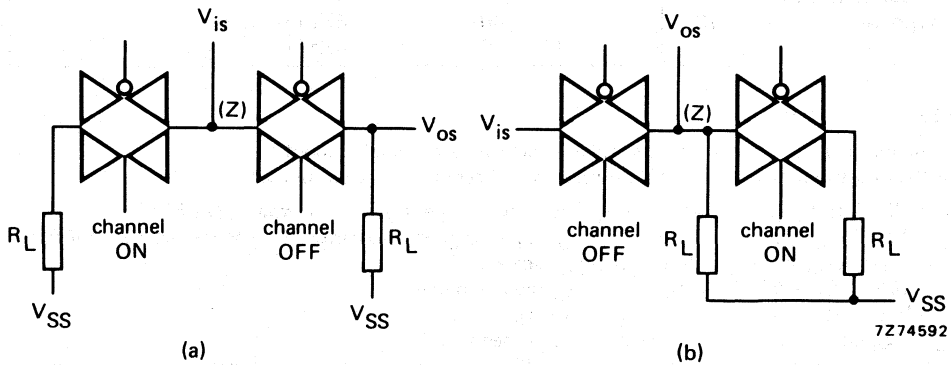 V_is
V_os
(Z)
(Z)
V_os
V_is
channel
ON
channel
OFF
channel
OFF
channel
ON
R_L
R_L
R_L
R_L
V_SS
V_SS
V_SS
7Z74592
(a)
(b)